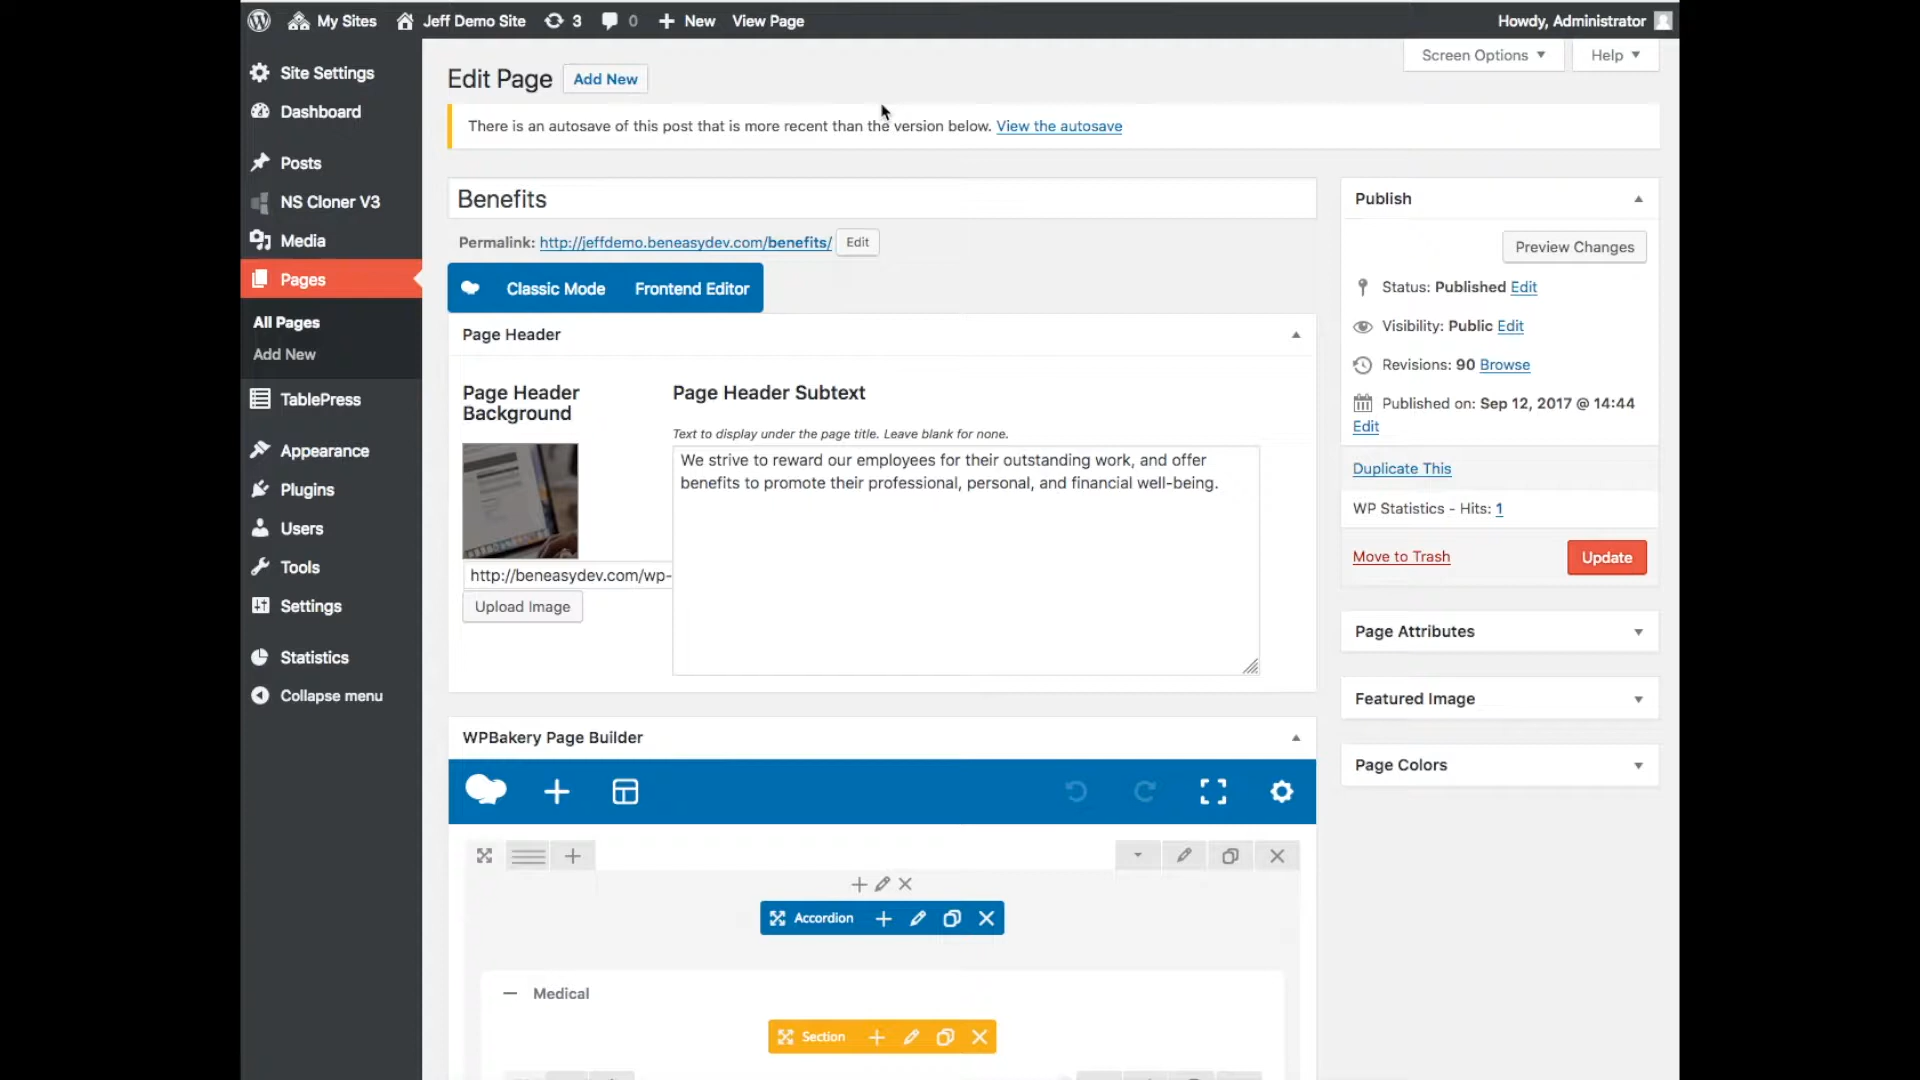 My Sites
Jeff Demo Site
3
0
New
View Page
Howdy, Administrator
Screen Options
Help
Site Settings
Dashboard
Posts
NS Cloner V3
Media
Pages
All Pages
Add New
TablePress
Appearance
Plugins
Users
Tools
Settings
Statistics
Collapse menu
Edit Page
Add New
There is an autosave of this post that is more recent than the version below. View the autosave
Benefits
Permalink: http://jeffdemo.beneasydev.com/benefits/
Edit
Classic Mode
Frontend Editor
Page Header
Page Header
Background
http://beneasydev.com/wp-
Upload Image
Page Header Subtext
Text to display under the page title. Leave blank for none.
We strive to reward our employees for their outstanding work, and offer
benefits to promote their professional, personal, and financial well-being.
WPBakery Page Builder
Accordion
Medical
Section
Publish
Preview Changes
Status: Published Edit
Visibility: Public Edit
Revisions: 90 Browse
Published on: Sep 12, 2017 @ 14:44
Edit
Duplicate This
WP Statistics - Hits: 1
Move to Trash
Update
Page Attributes
Featured Image
Page Colors